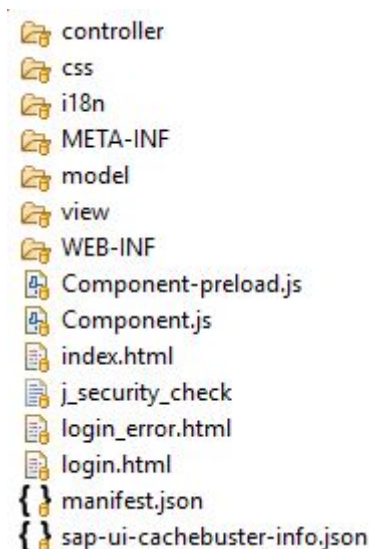 controller
css
i18n
META-INF
model
view
WEB-INF
Component-preload.js
Component.js
index.html
j_security_check
login_error.html
login.html
manifest.json
sap-ui-cachebuster-info.json